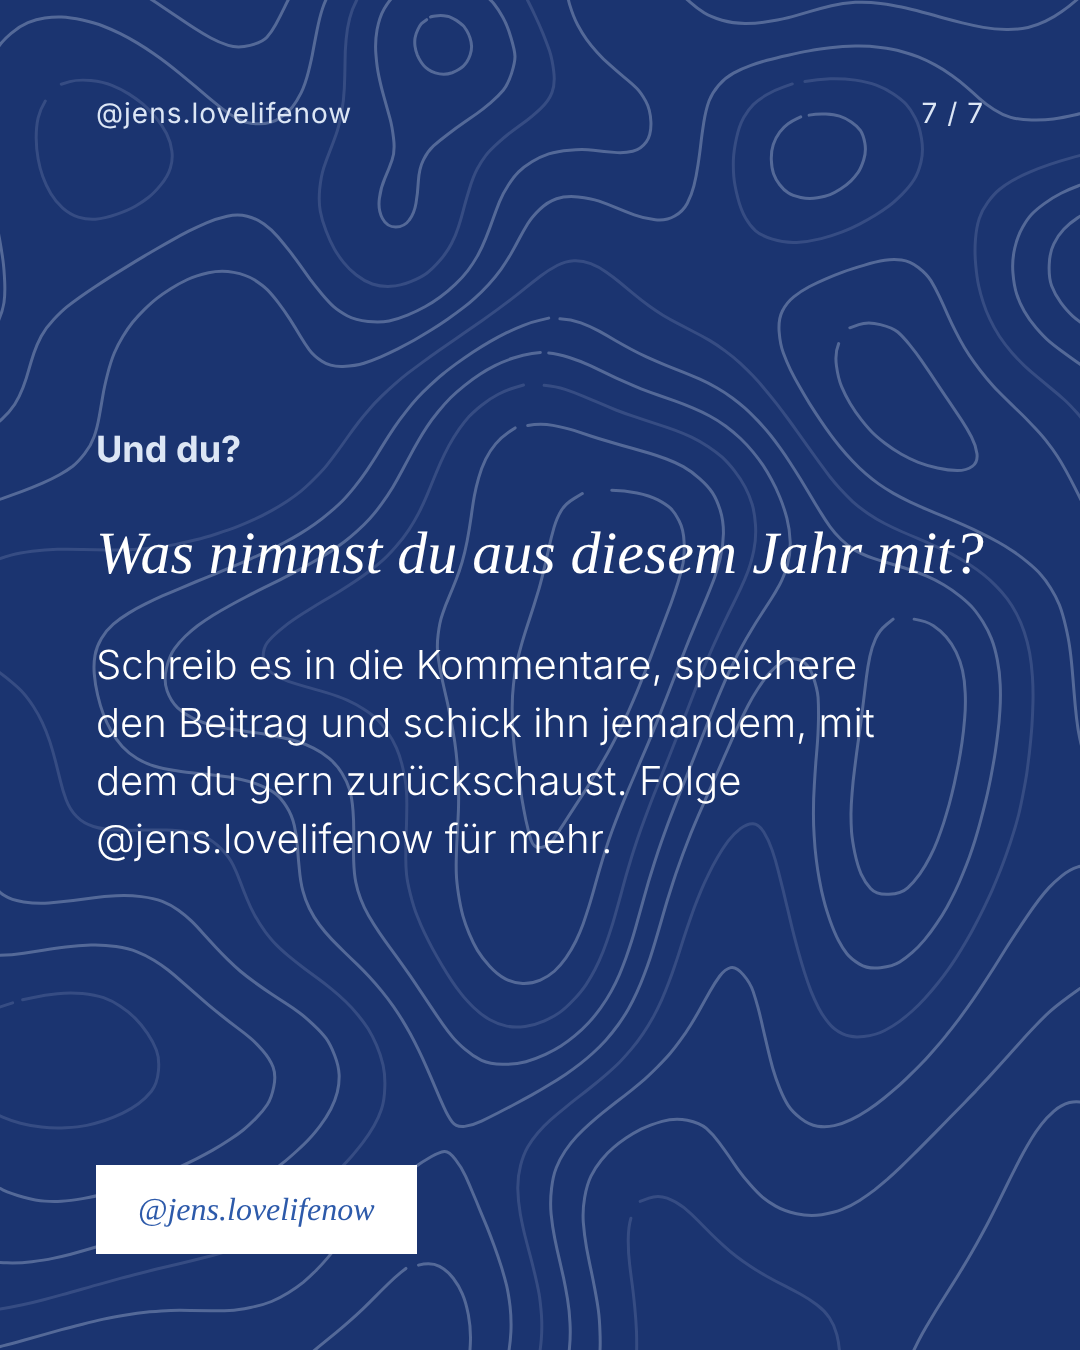 @jens.lovelifenow
7 / 7
Und du?
Was nimmst du aus diesem Jahr mit?
Schreib es in die Kommentare, speichere
den Beitrag und schick ihn jemandem, mit
dem du gern zurückschaust. Folge
@jens.lovelifenow für mehr.
@jens.lovelifenow